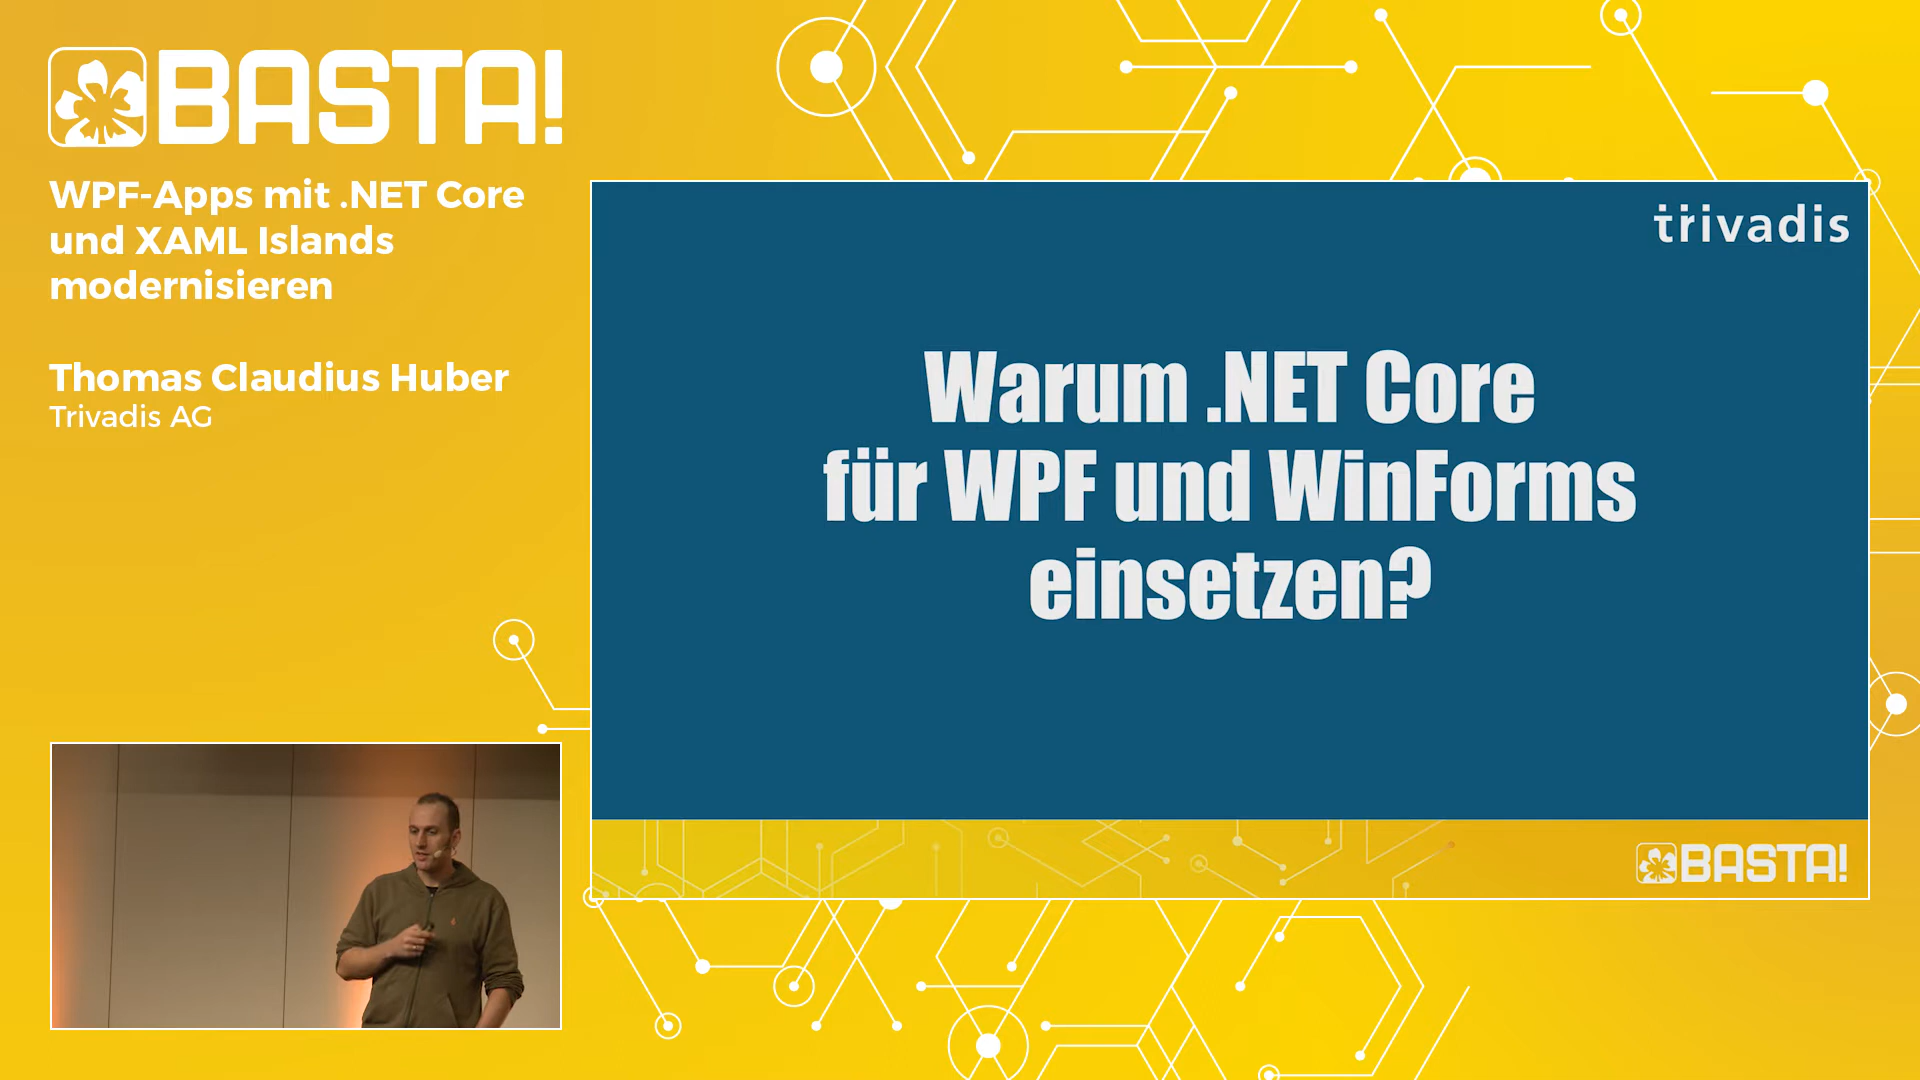 BASTA!
WPF-Apps mit .NET Core
und XAML Islands
modernisieren
Thomas Claudius Huber
Trivadis AG
trivadis
Warum .NET Core
für WPF und WinForms
einsetzen?
BASTA!